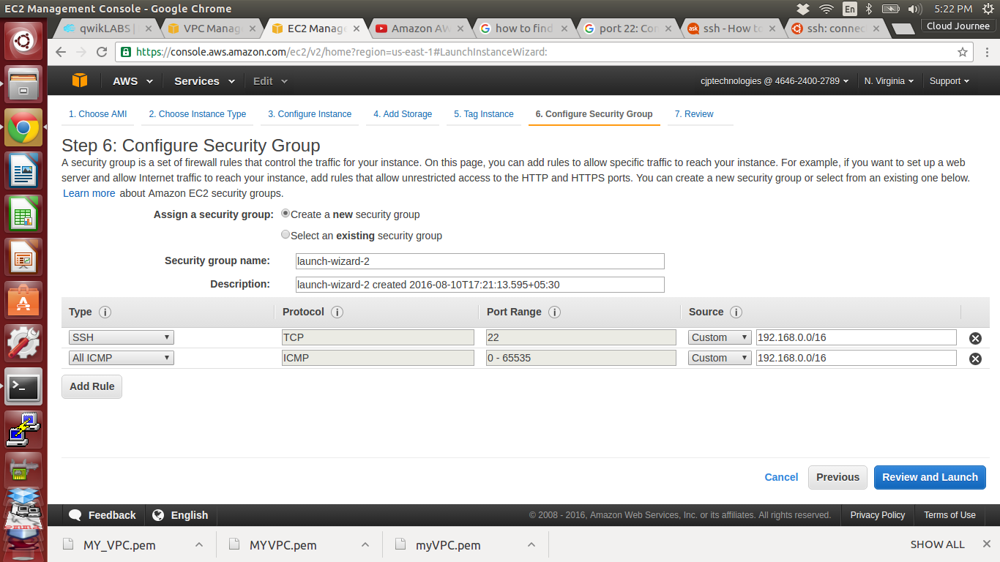 EC2 Management Console - Google Chrome
En
5:22 PM
qwikLABS |
VPC Manag
EC2 Manag
Amazon AW
how to find
port 22: Con
ssh - How to
ssh: connec
Cloud Journee
https://console.aws.amazon.com/ec2/v2/home?region=us-east-1#LaunchInstanceWizard:
AWS Services Edit cjptechnologies @ 4646-2400-2789 N. Virginia Support
1. Choose AMI 2. Choose Instance Type 3. Configure Instance 4. Add Storage 5. Tag Instance 6. Configure Security Group 7. Review
Step 6: Configure Security Group
A security group is a set of firewall rules that control the traffic for your instance. On this page, you can add rules to allow specific traffic to reach your instance. For example, if you want to set up a web
server and allow Internet traffic to reach your instance, add rules that allow unrestricted access to the HTTP and HTTPS ports. You can create a new security group or select from an existing one below.
Learn more about Amazon EC2 security groups.
Assign a security group: Create a new security group
Select an existing security group
Security group name: launch-wizard-2
Description: launch-wizard-2 created 2016-08-10T17:21:13.595+05:30
Type Protocol Port Range Source
SSH TCP 22 Custom 192.168.0.0/16
All ICMP ICMP 0 - 65535 Custom 192.168.0.0/16
Add Rule
Cancel Previous Review and Launch
Feedback English © 2008 - 2016, Amazon Web Services, Inc. or its affiliates. All rights reserved. Privacy Policy Terms of Use
MY_VPC.pem MYVPC.pem myVPC.pem SHOW ALL